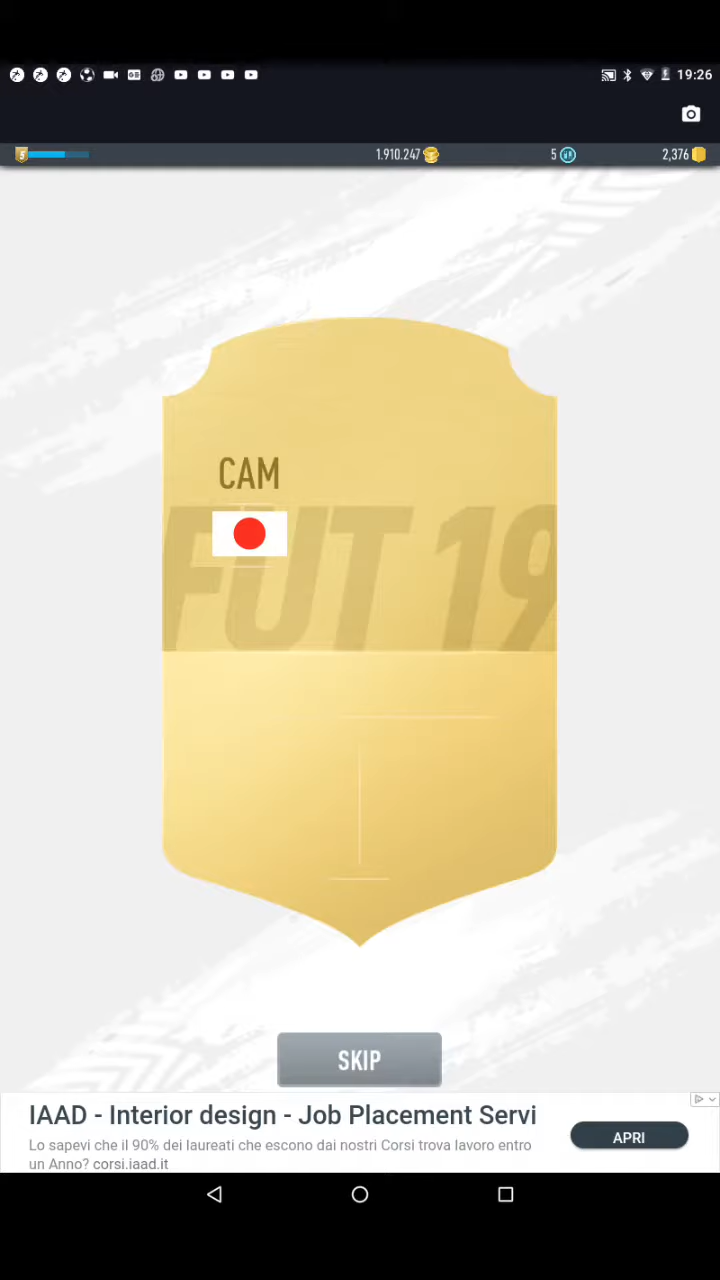 19:26
5 1.910.247 5 2,376
CAM
FUT 19
SKIP
IAAD - Interior design - Job Placement Servi
Lo sapevi che il 90% dei laureati che escono dai nostri Corsi trova lavoro entro
un Anno? corsi.iaad.it
APRI